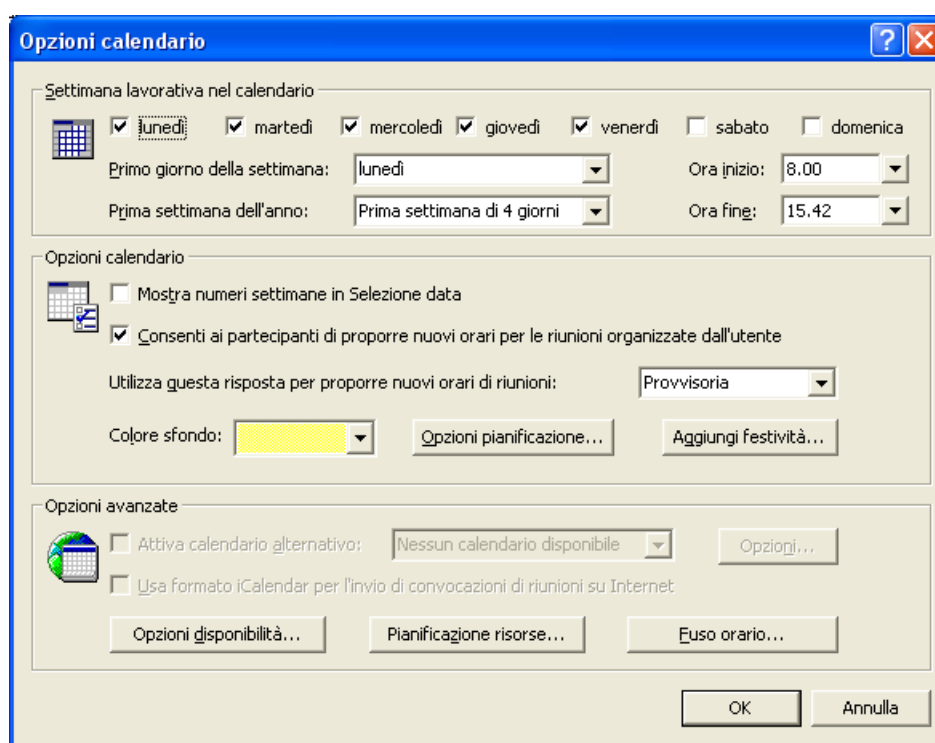 Opzioni calendario
Settimana lavorativa nel calendario
lunedì martedì mercoledì giovedì venerdì sabato domenica
Primo giorno della settimana: lunedì Ora inizio: 8.00
Prima settimana dell'anno: Prima settimana di 4 giorni Ora fine: 15.42
Opzioni calendario
Mostra numeri settimane in Selezione data
Consenti ai partecipanti di proporre nuovi orari per le riunioni organizzate dall'utente
Utilizza questa risposta per proporre nuovi orari di riunioni: Provvisoria
Colore sfondo: Opzioni pianificazione... Aggiungi festività...
Opzioni avanzate
Attiva calendario alternativo: Nessun calendario disponibile Opzioni...
Usa formato iCalendar per l'invio di convocazioni di riunioni su Internet
Opzioni disponibilità... Pianificazione risorse... Fuso orario...
OK Annulla